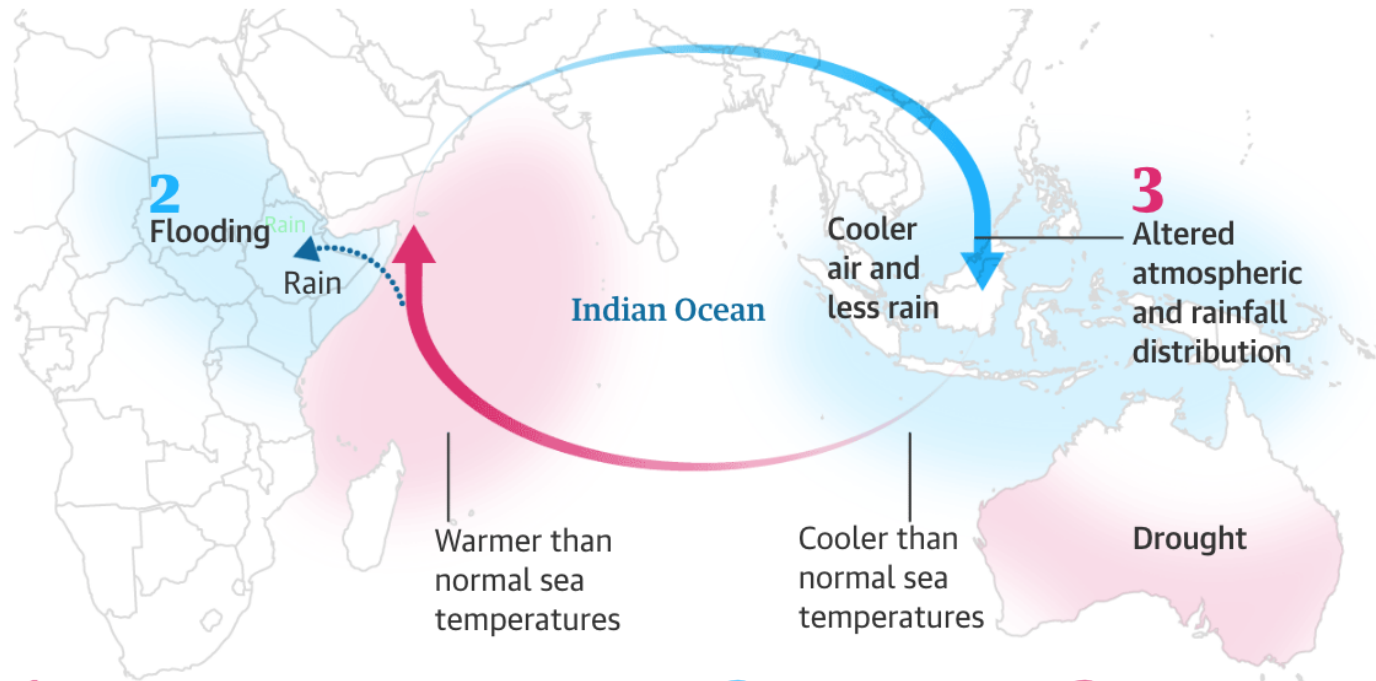 2
Flooding
Rain
Rain
Indian Ocean
Cooler
air and
less rain
3
Altered
atmospheric
and rainfall
distribution
Warmer than
normal sea
temperatures
Cooler than
normal sea
temperatures
Drought